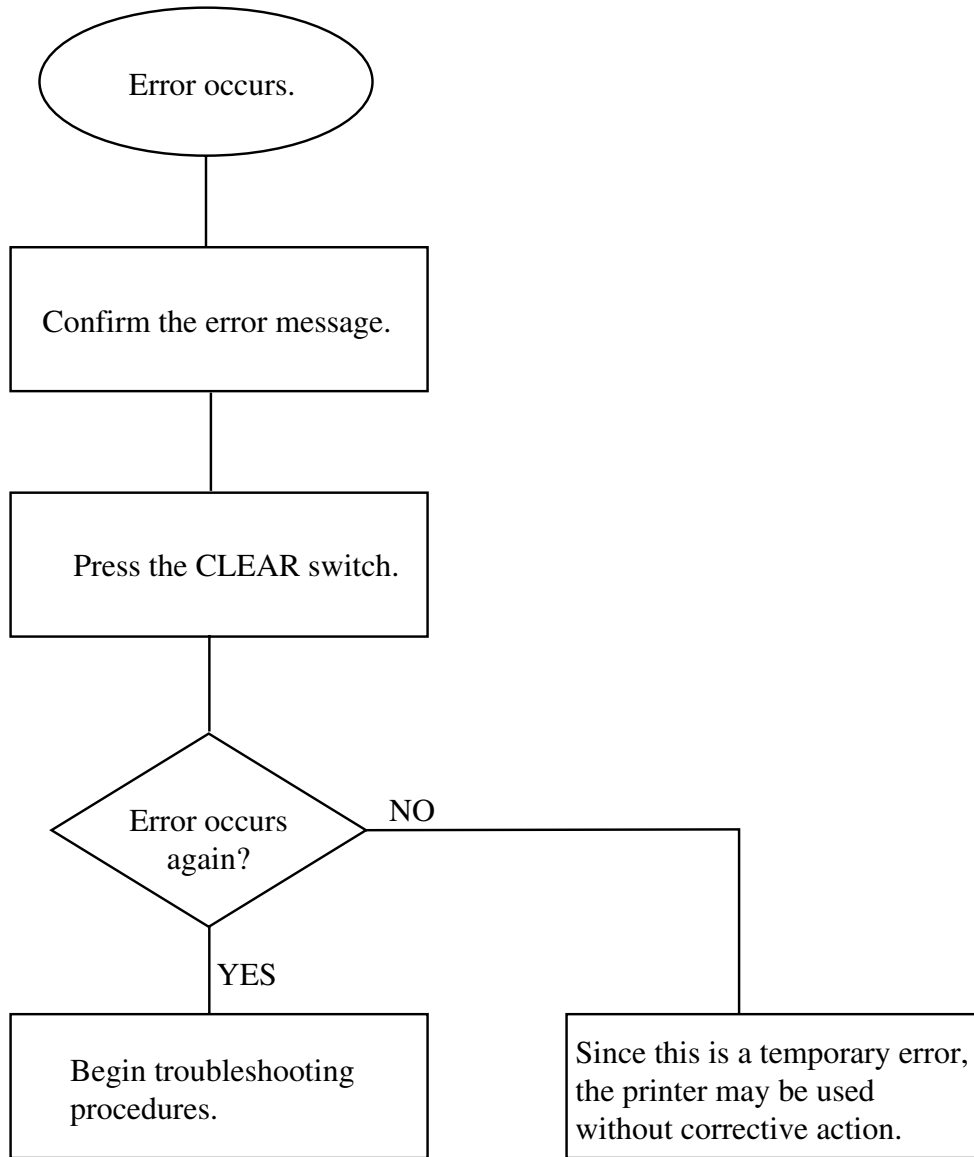 Error occurs.
Confirm the error message.
Press the CLEAR switch.
Error occurs
again?
NO
YES
Begin troubleshooting
procedures.
Since this is a temporary error,
the printer may be used
without corrective action.